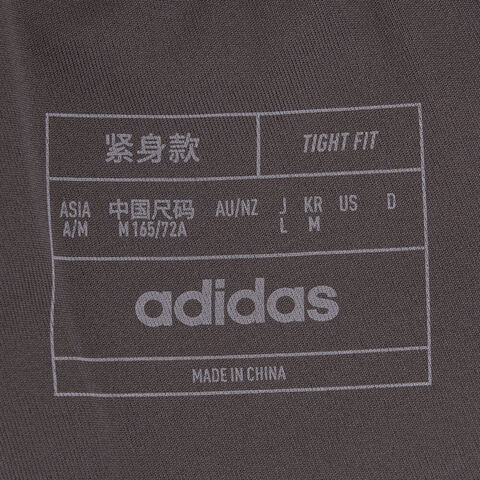 紧身款 TIGHT FIT
ASIA 中国尺码 AU/NZ J KR US D
A/M M 165/72A L M
adidas
MADE IN CHINA